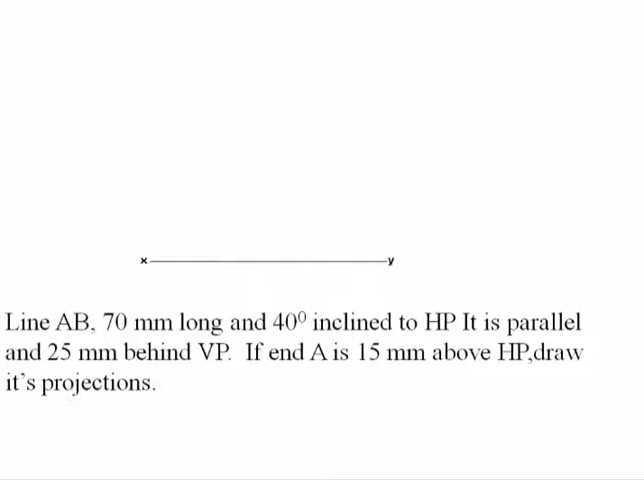 x y
Line AB, 70 mm long and 40⁰ inclined to HP It is parallel
and 25 mm behind VP. If end A is 15 mm above HP,draw
it's projections.